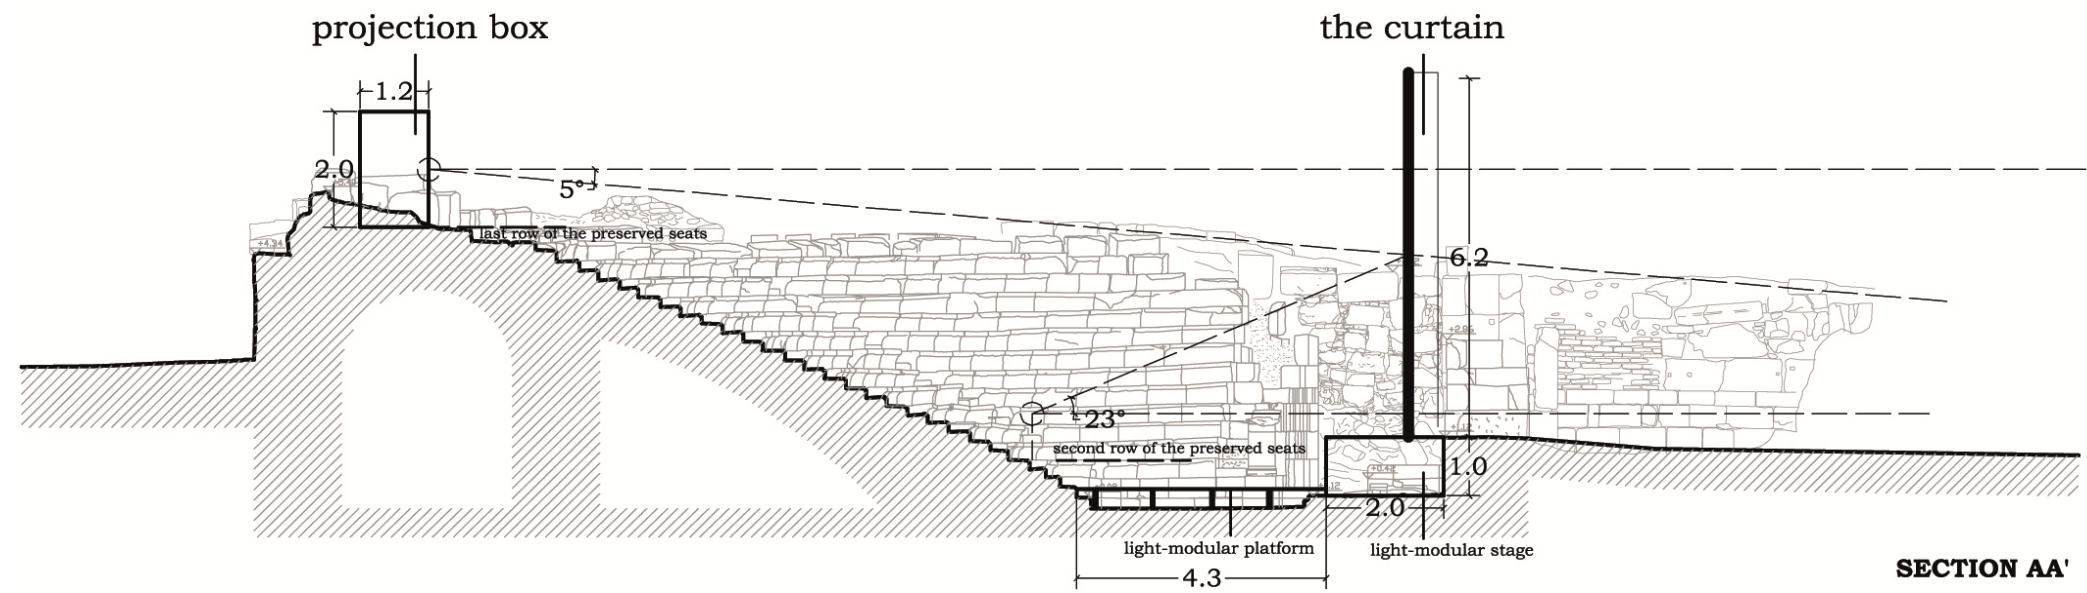 projection box
the curtain
1.2
2.0
5°
last row of the preserved seats
+4.34
6.2
+2.86
23°
second row of the preserved seats
1.0
+0.42
2.0
light-modular platform
light-modular stage
4.3
SECTION AA'